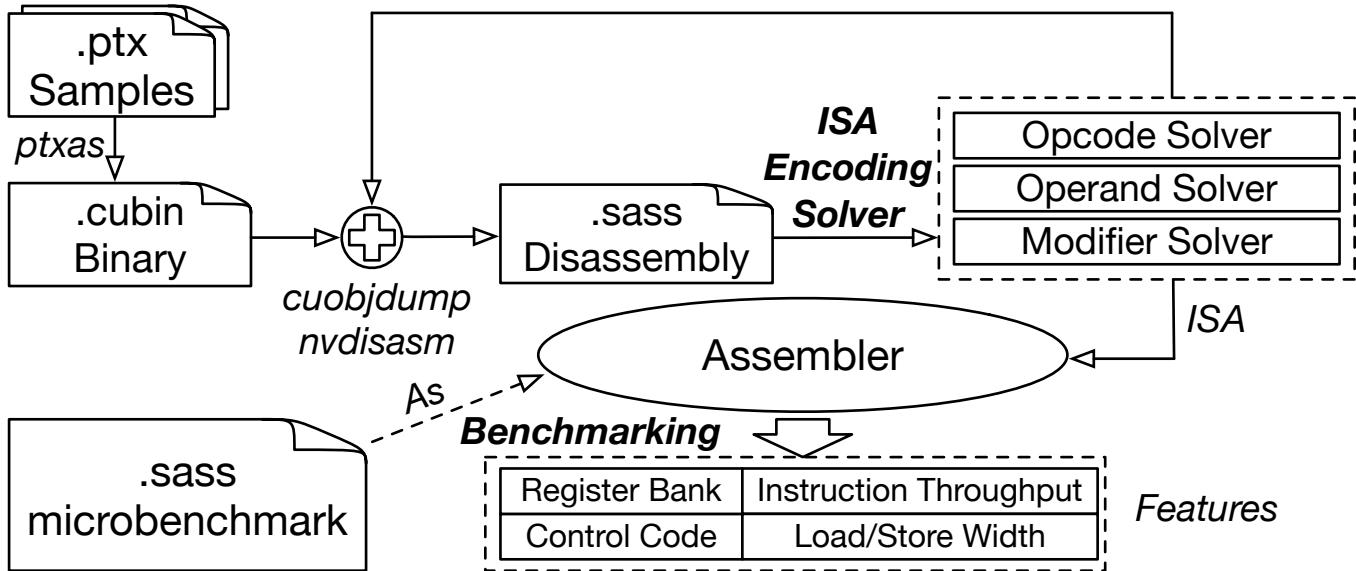 .ptx
Samples
ptxas
.cubin
Binary
cuobjdump
nvdisasm
.sass
Disassembly
ISA
Encoding
Solver
Opcode Solver
Operand Solver
Modifier Solver
ISA
Assembler
As
.sass
microbenchmark
Benchmarking
Register Bank
Instruction Throughput
Control Code
Load/Store Width
Features